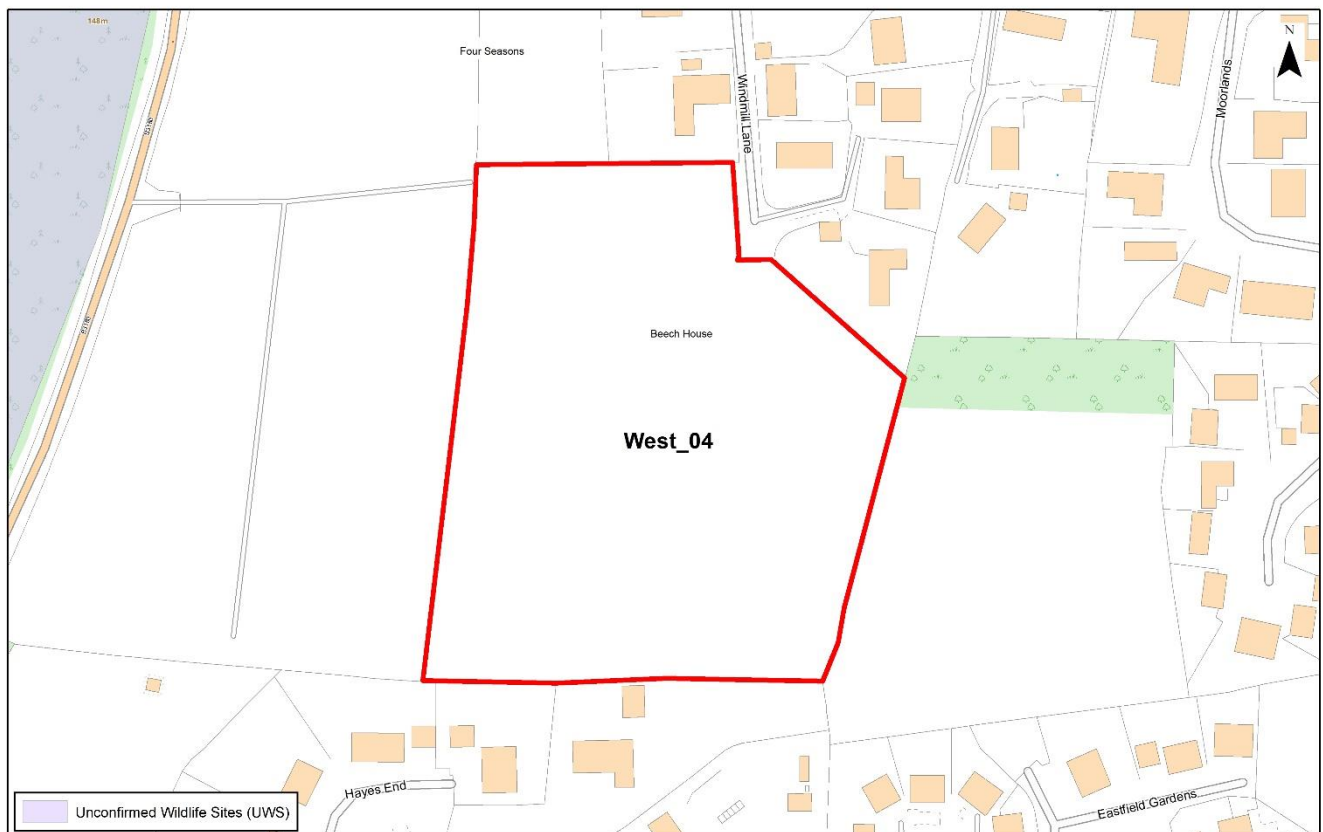 148m
Four Seasons
N
Windmill Lane
Moorlands
Beech House
West_04
Hayes End
Eastfield Gardens
Unconfirmed Wildlife Sites (UWS)